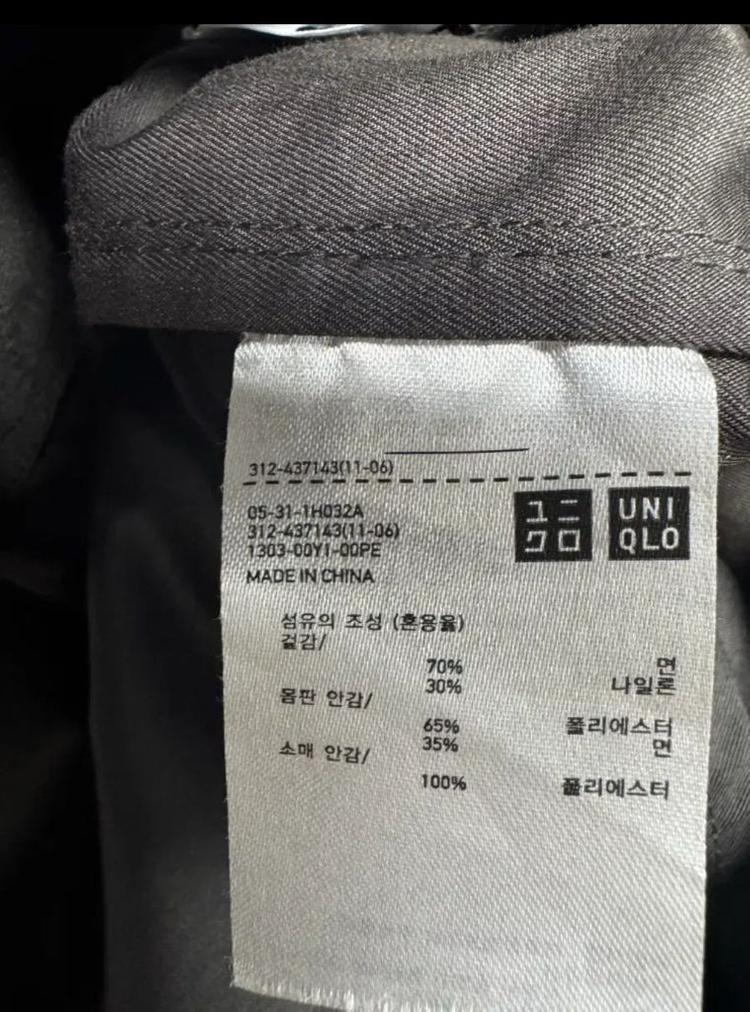 312-437143(11-06)
05-31-1H032A
312-437143(11-06)
1303-00Y1-00PE
MADE IN CHINA
ユニ
クロ
UNI
QLO
섬유의 조성 (혼용율)
겉감/
70% 면
30% 나일론
몸판 안감/
65% 폴리에스터
35% 면
소매 안감/
100% 폴리에스터